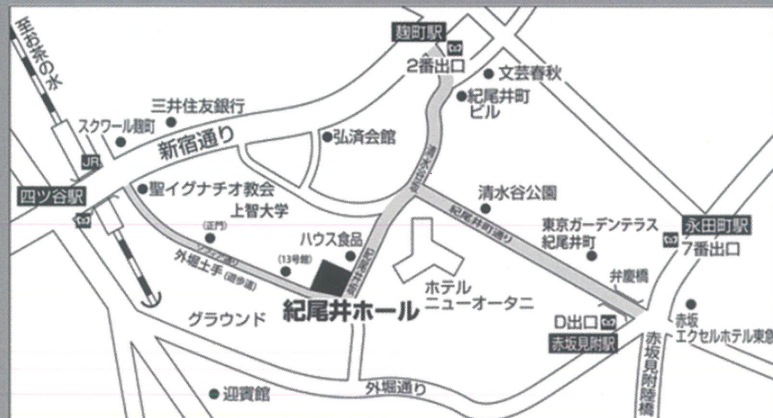 至お茶の水
麹町駅
2番出口
文芸春秋
紀尾井町
ビル
三井住友銀行
スクワール麹町
新宿通り
弘済会館
JR
四ツ谷駅
聖イグナチオ教会
上智大学
清水谷公園
紀尾井町通り
東京ガーデンテラス
紀尾井町
永田町駅
7番出口
(正門)
ソフィア通り
ハウス食品
(13号館)
外堀土手(遊歩道)
弁慶橋
ホテル
ニューオータニ
紀尾井ホール
グラウンド
D出口
赤坂見附駅
赤坂
エクセルホテル東急
赤坂見附陸橋
迎賓館
外堀通り